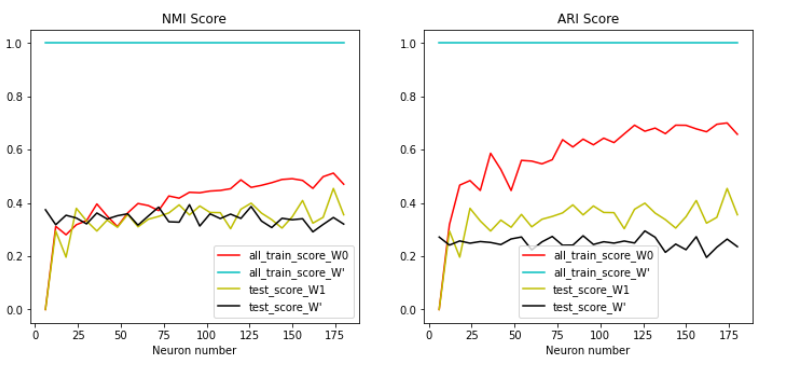 NMI Score
1.0
0.8
0.6
0.4
0.2
0.0
all_train_score_W0
all_train_score_W'
test_score_W1
test_score_W'
0 25 50 75 100 125 150 175
Neuron number
ARI Score
1.0
0.8
0.6
0.4
0.2
0.0
all_train_score_W0
all_train_score_W'
test_score_W1
test_score_W'
0 25 50 75 100 125 150 175
Neuron number